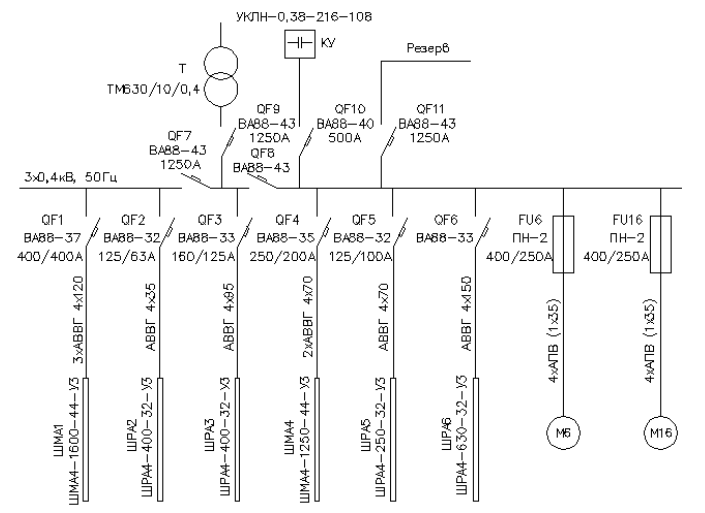 УКЛН-0,38-216-108
КУ
Резерв
Т
ТМ630/10/0,4
QF9
ВА88-43
1250А
QF10
ВА88-40
500А
QF11
ВА88-43
1250А
QF7
ВА88-43
1250А
QF8
ВА88-43
3х0,4кВ, 50Гц
QF1
ВА88-37
400/400А
QF2
ВА88-32
125/63А
QF3
ВА88-33
160/125А
QF4
ВА88-35
250/200А
QF5
ВА88-32
125/100А
QF6
ВА88-33
FU6
ПН-2
400/250А
FU16
ПН-2
400/250А
3хАВВГ 4х120
АВВГ 4х35
АВВГ 4х95
2хАВВГ 4х70
АВВГ 4х70
АВВГ 4х150
4хАПВ (1х35)
4хАПВ (1х35)
ШМА1
ШМА4-1600-44-У3
ШРА2
ШРА4-400-32-У3
ШРА3
ШРА4-400-32-У3
ШМА4
ШМА4-1250-44-У3
ШРА5
ШРА4-250-32-У3
ШРА6
ШРА4-630-32-У3
М6
М16